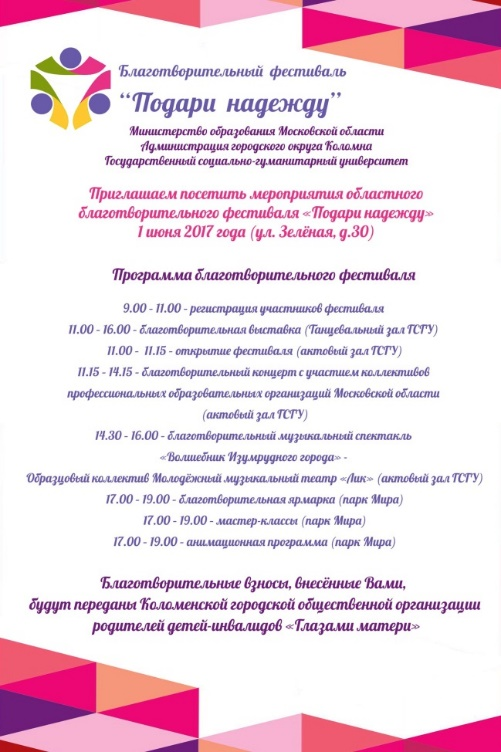 Благотворительный фестиваль
“Подари надежду”
Министерство образования Московской области
Администрация городского округа Коломна
Государственный социально-гуманитарный университет
Приглашаем посетить мероприятия областного
благотворительного фестиваля «Подари надежду»
1 июня 2017 года (ул. Зелёная, д.30)
Программа благотворительного фестиваля
9.00 – 11.00 – регистрация участников фестиваля
11.00 – 16.00 – благотворительная выставка (Танцевальный зал ГСГУ)
11.00 – 11.15 – открытие фестиваля (актовый зал ГСГУ)
11.15 – 14.15 – благотворительный концерт с участием коллективов
профессиональных образовательных организаций Московской области
(актовый зал ГСГУ)
14.30 – 16.00 – благотворительный музыкальный спектакль
«Волшебник Изумрудного города» -
Образцовый коллектив Молодёжный музыкальный театр «Лик» (актовый зал ГСГУ)
17.00 – 19.00 – благотворительная ярмарка (парк Мира)
17.00 – 19.00 – мастер-классы (парк Мира)
17.00 – 19.00 – анимационная программа (парк Мира)
Благотворительные взносы, внесённые Вами,
будут переданы Коломенской городской общественной организации
родителей детей-инвалидов «Глазами матери»